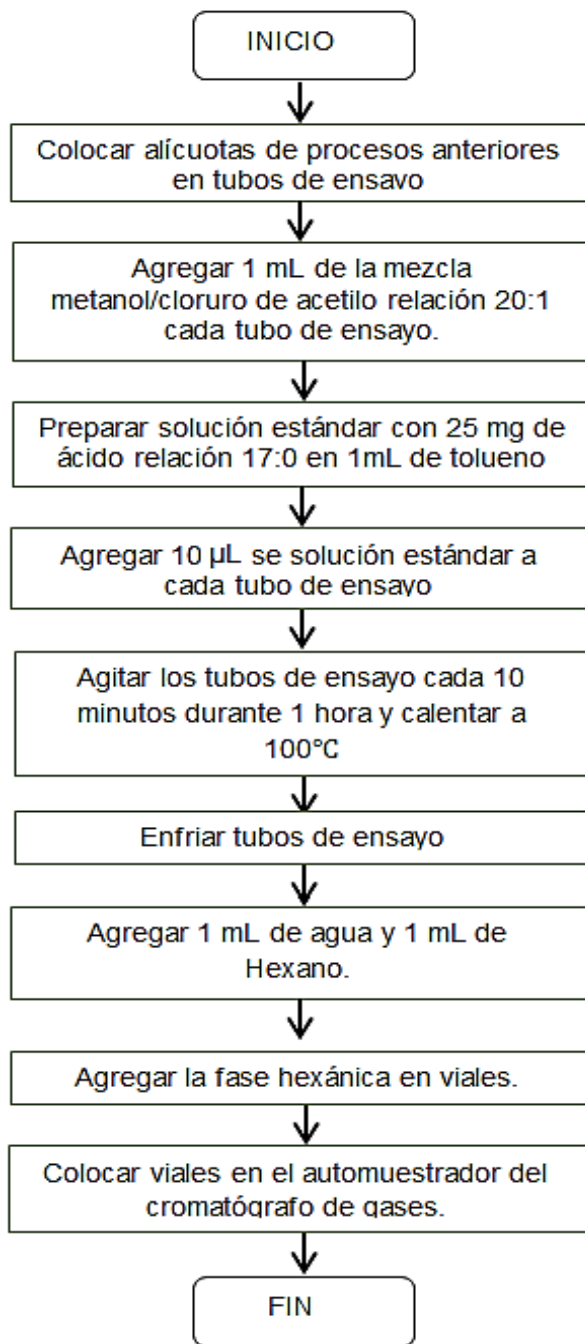 INICIO
Colocar alícuotas de procesos anteriores
en tubos de ensayo
Agregar 1 mL de la mezcla
metanol/cloruro de acetilo relación 20:1
cada tubo de ensayo.
Preparar solución estándar con 25 mg de
ácido relación 17:0 en 1mL de tolueno
Agregar 10 µL se solución estándar a
cada tubo de ensayo
Agitar los tubos de ensayo cada 10
minutos durante 1 hora y calentar a
100℃
Enfriar tubos de ensayo
Agregar 1 mL de agua y 1 mL de
Hexano.
Agregar la fase hexánica en viales.
Colocar viales en el automuestrador del
cromatógrafo de gases.
FIN